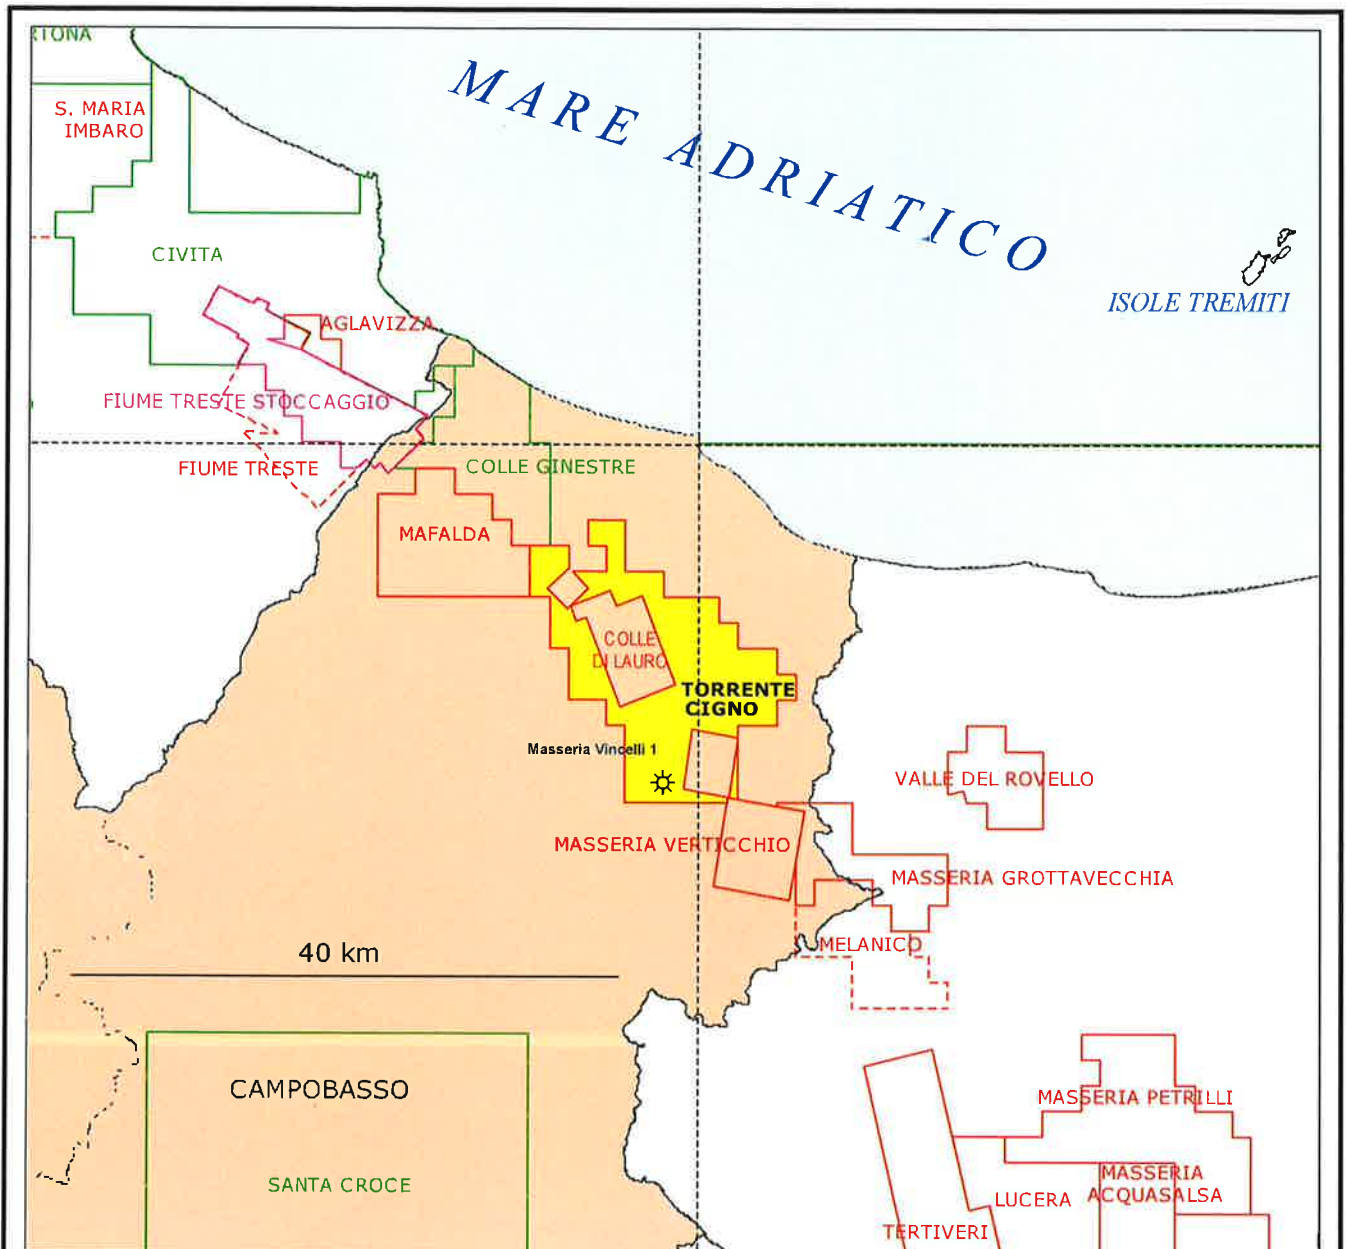 S. MARIA
IMBARO
MARE ADRIATICO
ISOLE TREMITI
CIVITA
AGLAVIZZA
FIUME TRESTE STOCCAGGIO
FIUME TRESTE
COLLE GINESTRE
MAFALDA
COLLE
DI LAURO
TORRENTE
CIGNO
Masseria Vincelli 1
VALLE DEL ROVELLO
MASSERIA VERTICCHIO
MASSERIA GROTTAVECCHIA
MELANICO
40 km
CAMPOBASSO
MASSERIA PETRILLI
SANTA CROCE
MASSERIA
ACQUASALSA
LUCERA
TERTIVERI